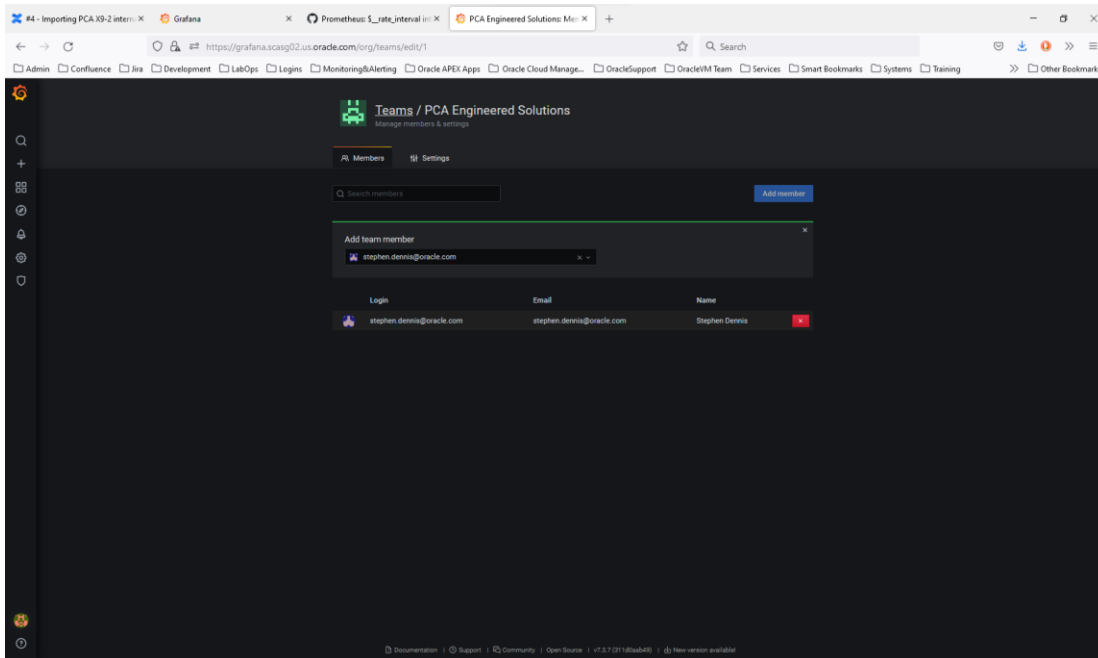 #4 - Importing PCA X9-2 intern
Grafana
Prometheus: $__rate_interval int
PCA Engineered Solutions: Mem
https://grafana.scasg02.us.oracle.com/org/teams/edit/1
Search
Admin Confluence Jira Development LabOps Logins Monitoring&Alerting Oracle APEX Apps Oracle Cloud Manage... OracleSupport OracleVM Team Services Smart Bookmarks Systems Training Other Bookmark
Teams / PCA Engineered Solutions
Manage members & settings
Members Settings
Search members
Add member
Add team member
stephen.dennis@oracle.com
Login Email Name
stephen.dennis@oracle.com stephen.dennis@oracle.com Stephen Dennis
Documentation | Support | Community | Open Source | v7.3.7 (311d0aab49) | New version available!